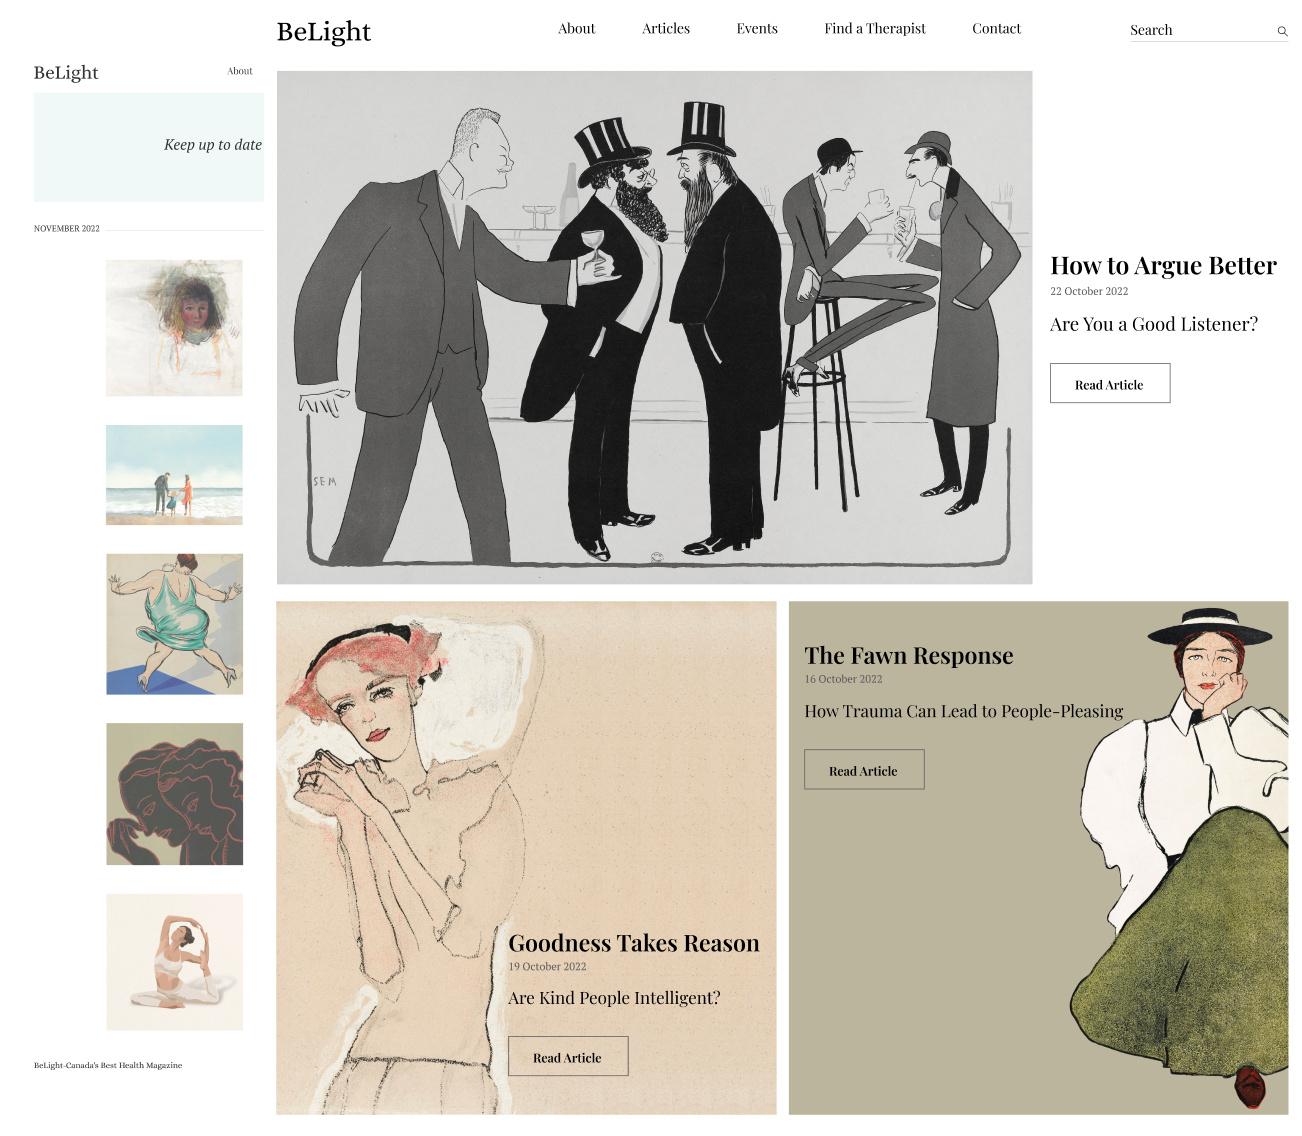 BeLight
About
Articles
Events
Find a Therapist
Contact
Search
BeLight
About
Keep up to date
NOVEMBER 2022
BeLight-Canada's Best Health Magazine
SEM
How to Argue Better
22 October 2022
Are You a Good Listener?
Read Article
Goodness Takes Reason
19 October 2022
Are Kind People Intelligent?
Read Article
The Fawn Response
16 October 2022
How Trauma Can Lead to People-Pleasing
Read Article